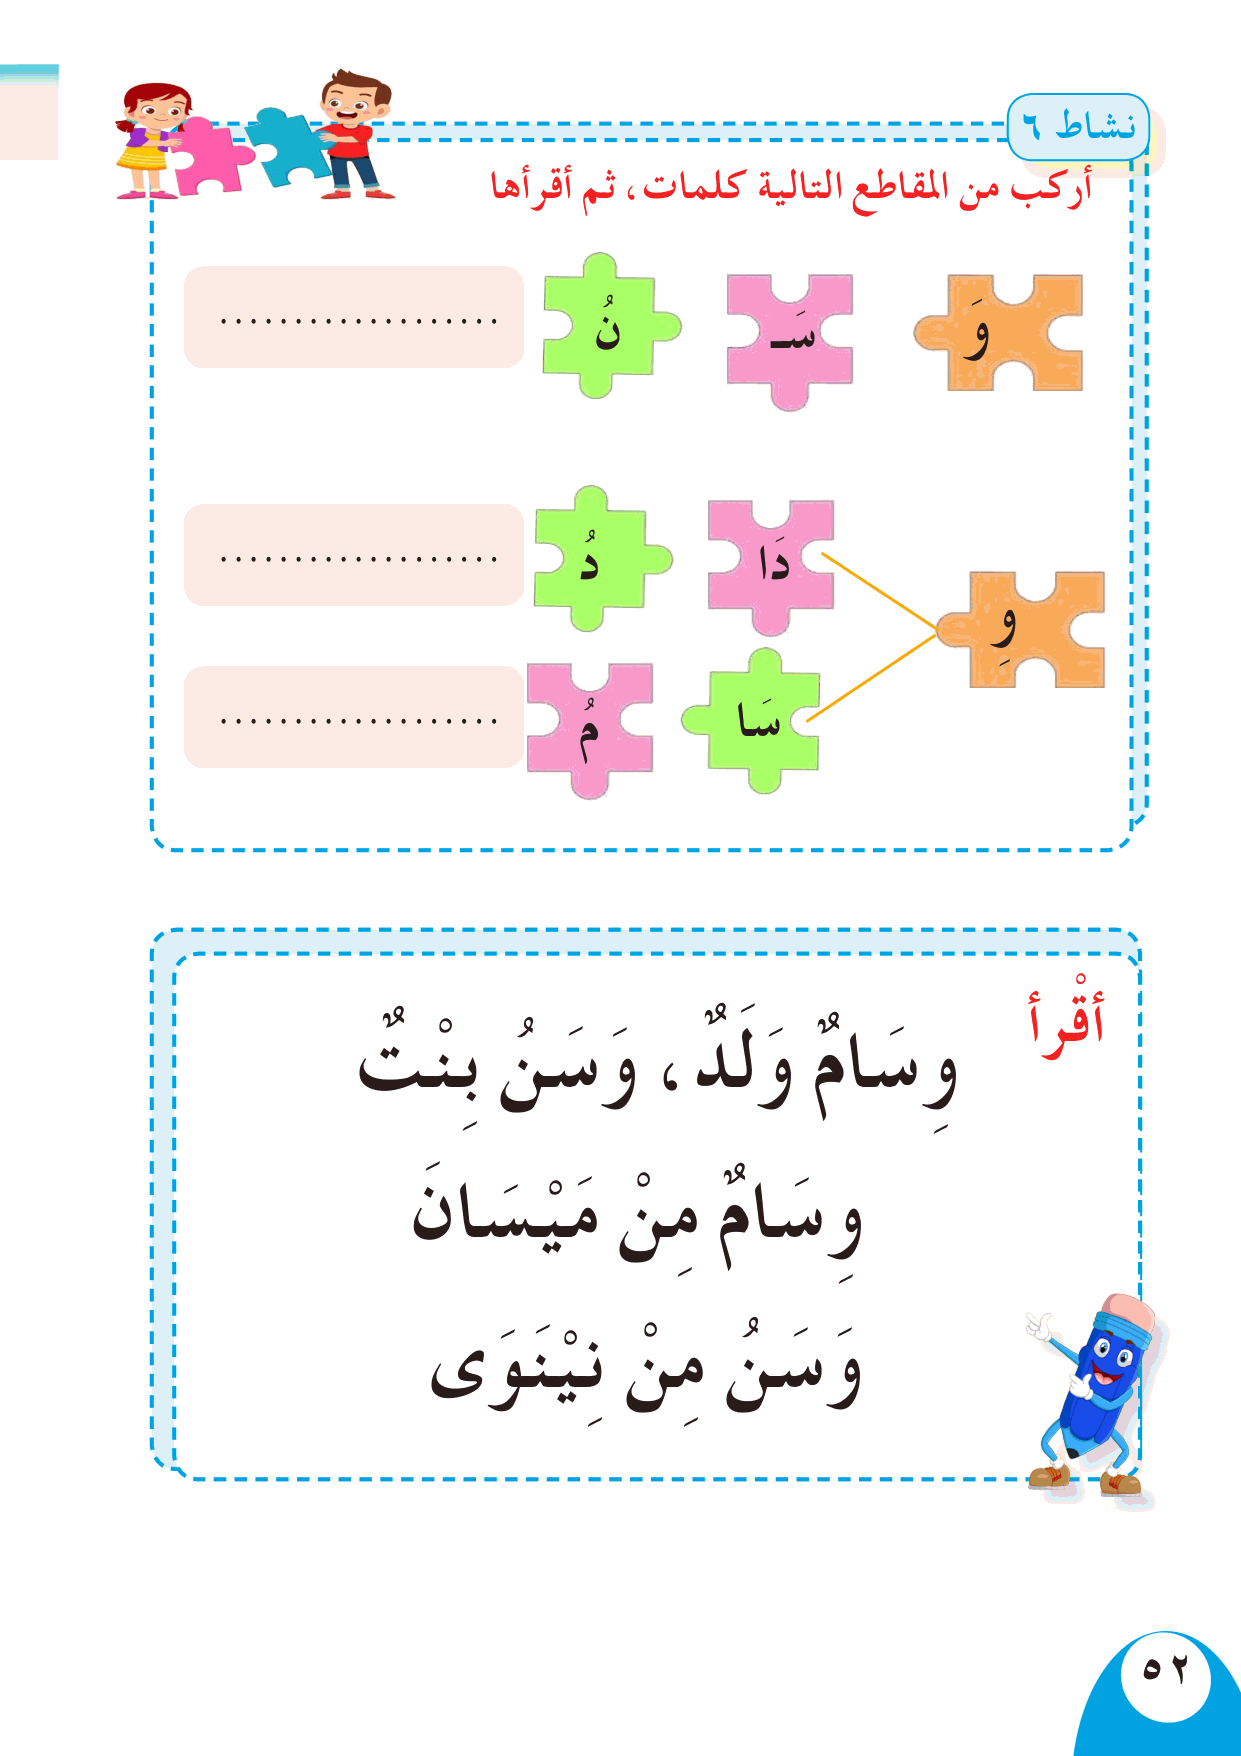 نشاط ٦
أركب من المقاطع التالية كلمات، ثم أقرأها
وَ سَـ نُ ...................
دَا دُ ...................
وِ
سَا مُ ...................
أقْرأ
وِسَامٌ وَلَدٌ، وَسَنُ بِنْتٌ
وِسَامٌ مِنْ مَيْسَانَ
وَسَنُ مِنْ نِيْنَوَى
٥٢